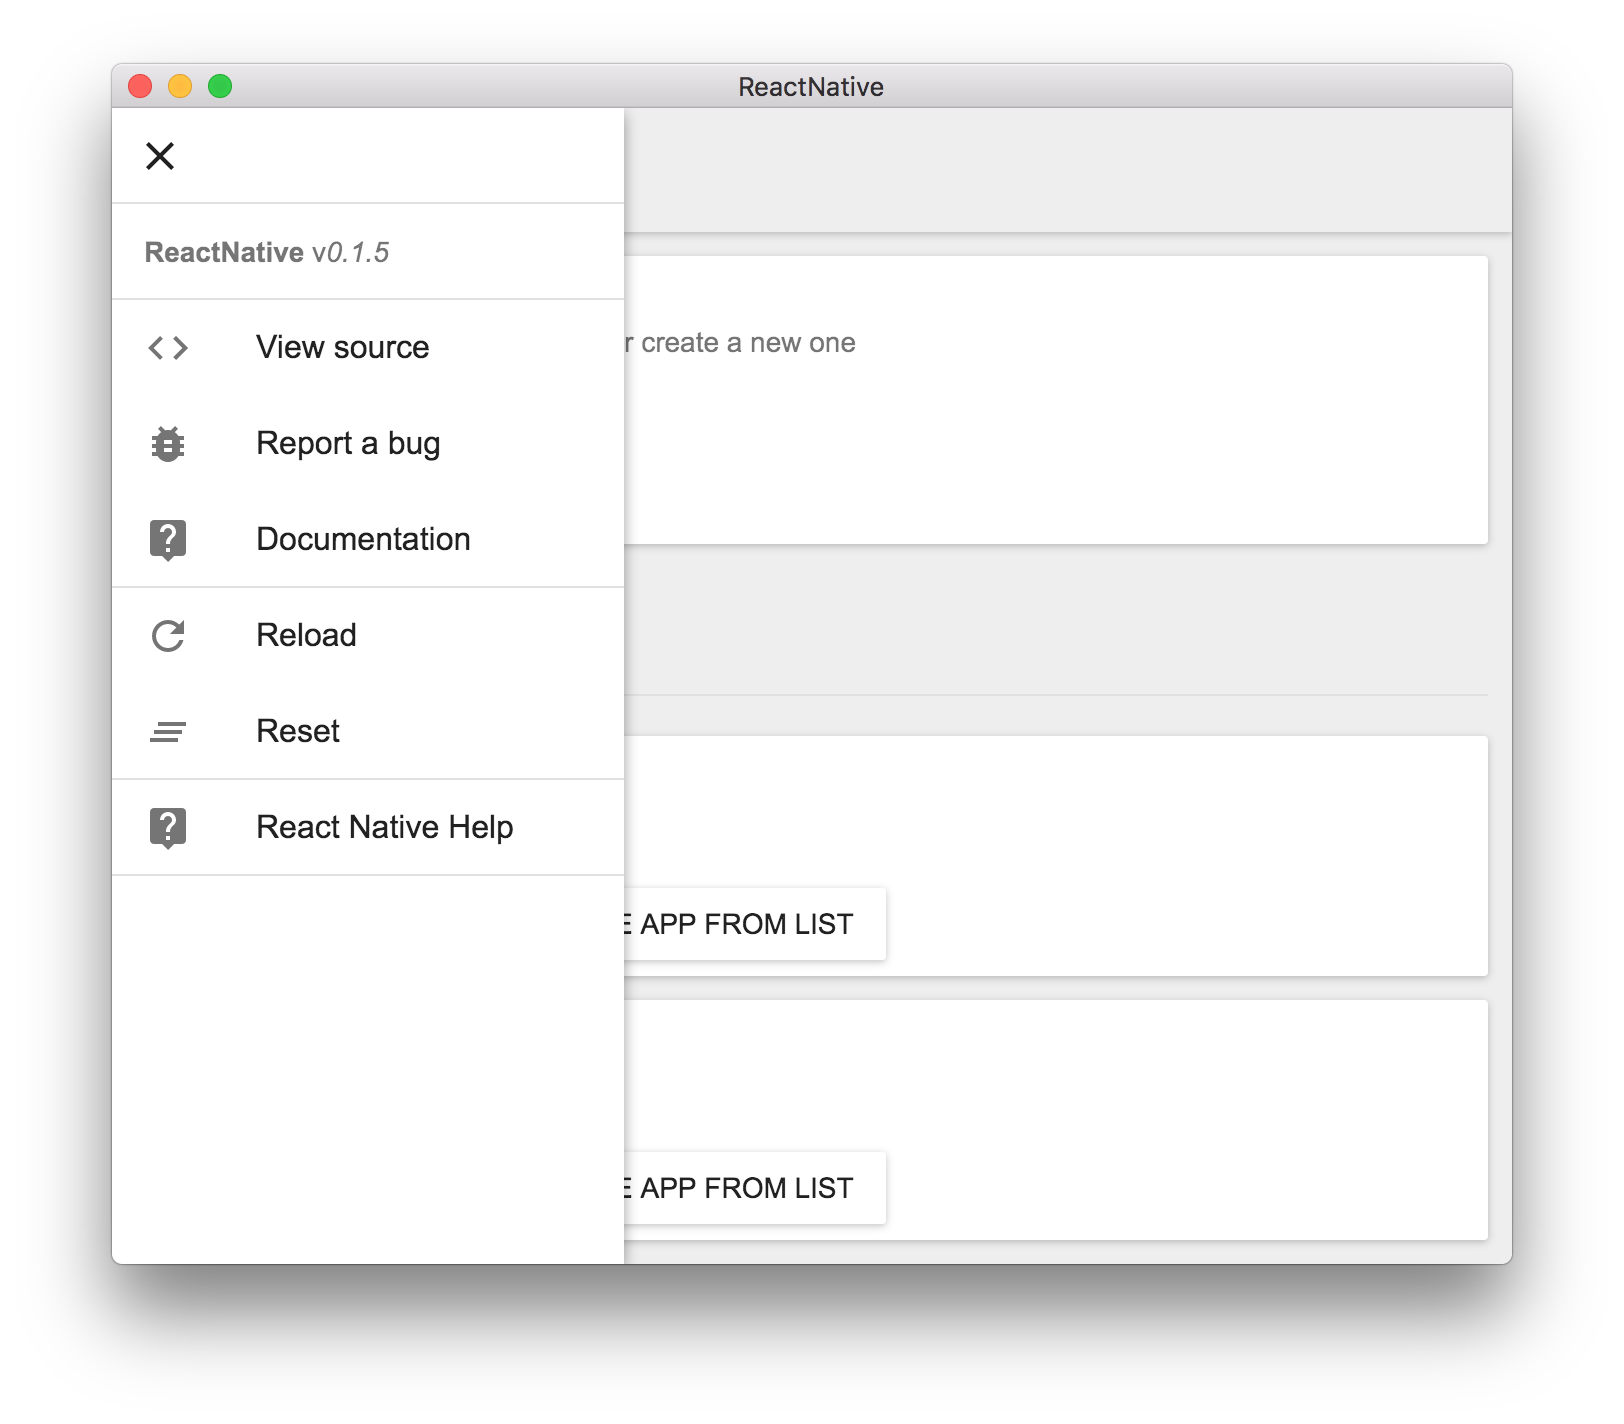 ReactNative
ReactNative v0.1.5
View source
Report a bug
Documentation
Reload
Reset
React Native Help
create a new one
APP FROM LIST
APP FROM LIST